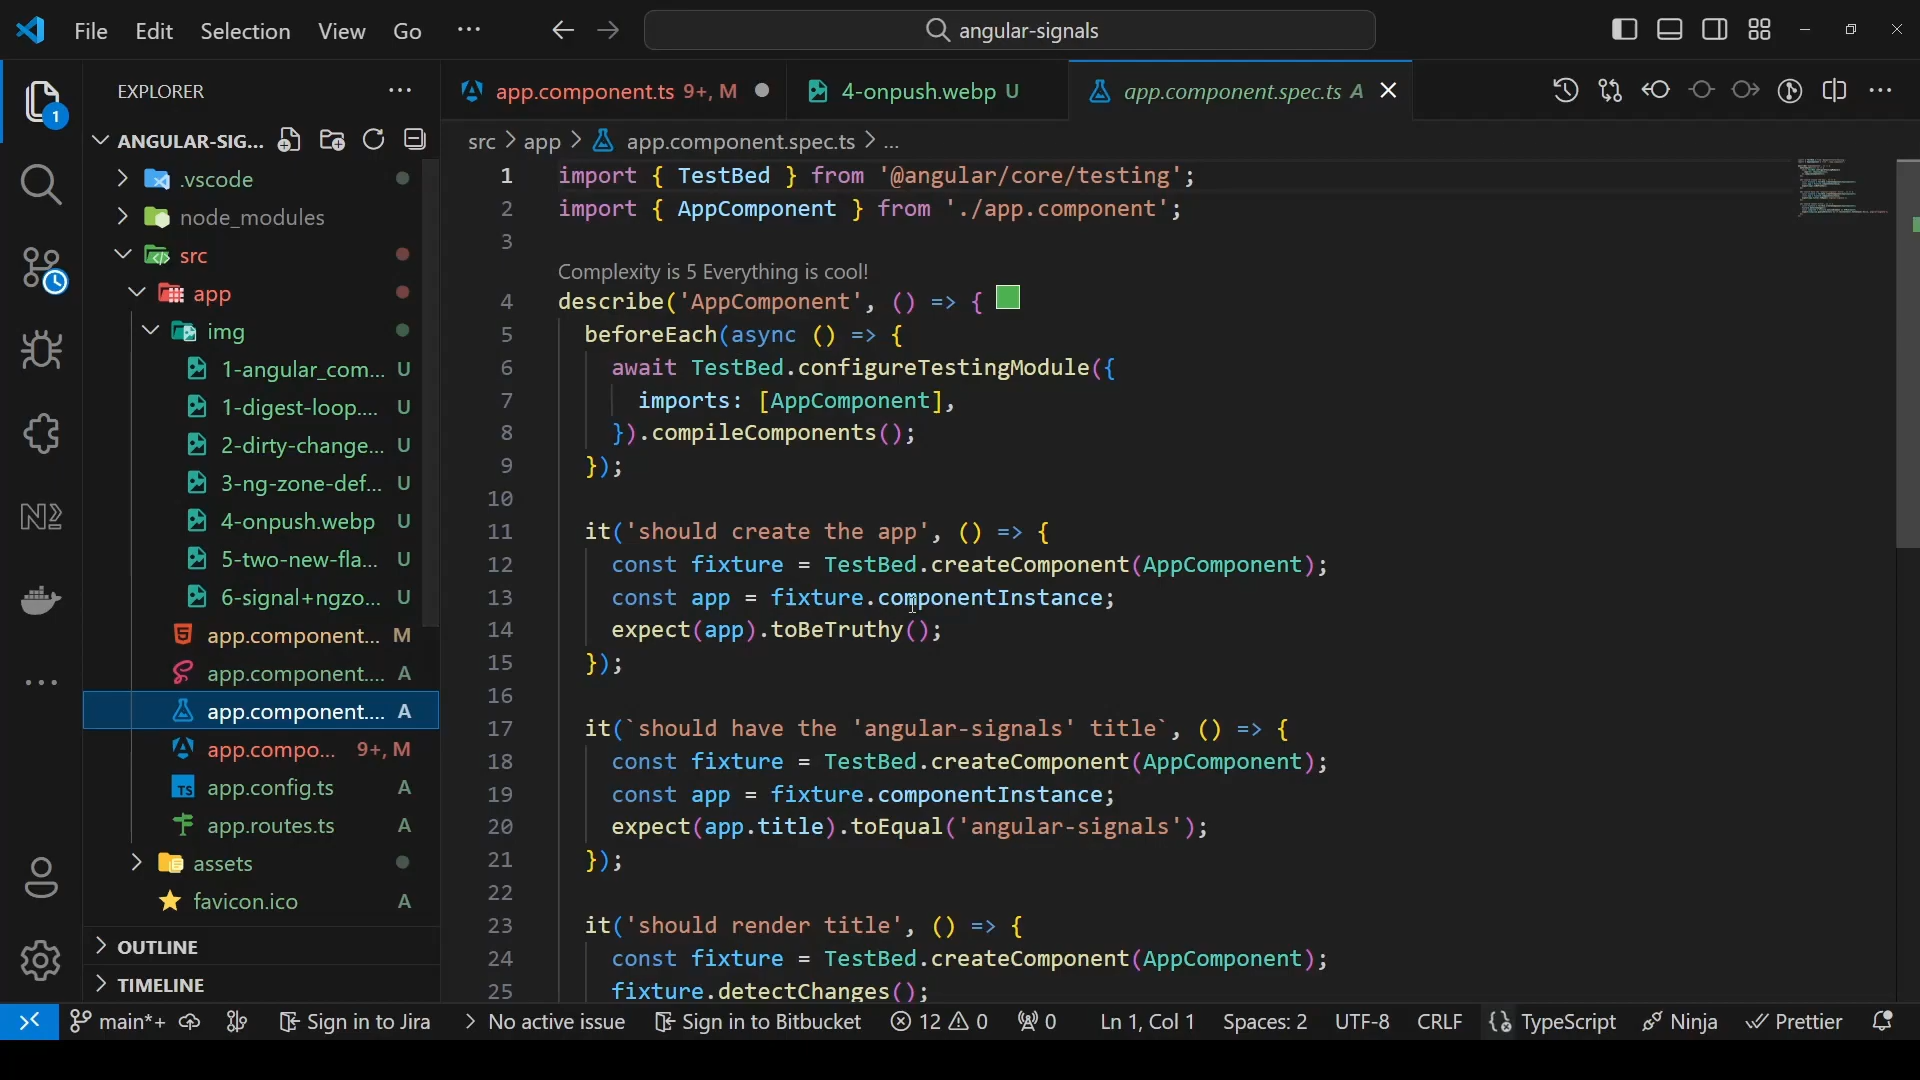 File Edit Selection View Go ...
angular-signals
EXPLORER
ANGULAR-SIG...
.vscode
node_modules
src
app
img
1-angular_com... U
1-digest-loop.... U
2-dirty-change... U
3-ng-zone-def... U
4-onpush.webp U
5-two-new-fla... U
6-signal+ngzo... U
app.component... M
app.component.... A
app.component.... A
app.compo... 9+, M
app.config.ts A
app.routes.ts A
assets
favicon.ico A
OUTLINE
TIMELINE
app.component.ts 9+, M
4-onpush.webp U
app.component.spec.ts A
src > app > app.component.spec.ts > ...
1 import { TestBed } from '@angular/core/testing';
2 import { AppComponent } from './app.component';
3
Complexity is 5 Everything is cool!
4 describe('AppComponent', () => {
5 beforeEach(async () => {
6 await TestBed.configureTestingModule({
7 imports: [AppComponent],
8 }).compileComponents();
9 });
10
11 it('should create the app', () => {
12 const fixture = TestBed.createComponent(AppComponent);
13 const app = fixture.componentInstance;
14 expect(app).toBeTruthy();
15 });
16
17 it(`should have the 'angular-signals' title`, () => {
18 const fixture = TestBed.createComponent(AppComponent);
19 const app = fixture.componentInstance;
20 expect(app.title).toEqual('angular-signals');
21 });
22
23 it('should render title', () => {
24 const fixture = TestBed.createComponent(AppComponent);
25 fixture.detectChanges();
main*+ Sign in to Jira > No active issue Sign in to Bitbucket 12 0 0 Ln 1, Col 1 Spaces: 2 UTF-8 CRLF TypeScript Ninja Prettier